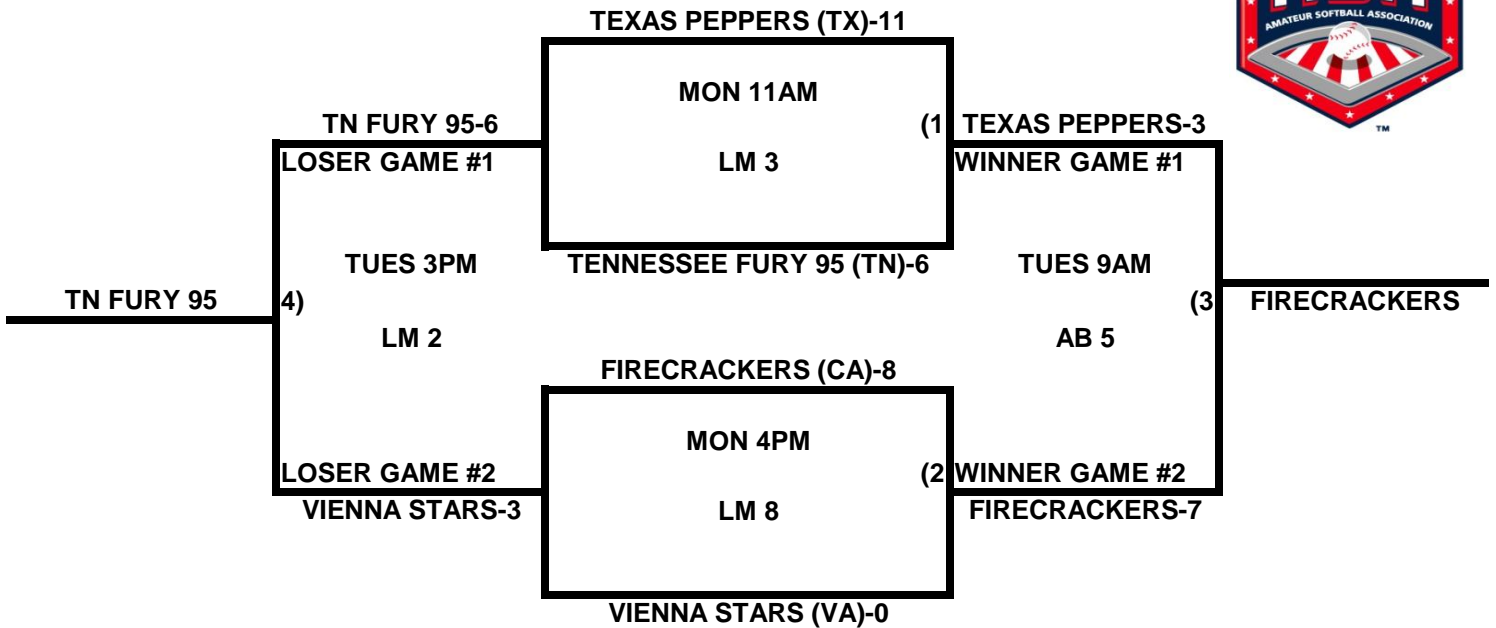 TEXAS PEPPERS (TX)-11
AMATEUR SOFTBALL ASSOCIATION
TM
MON 11AM
TN FURY 95-6
(1 TEXAS PEPPERS-3
LOSER GAME #1
LM 3
WINNER GAME #1
TUES 3PM
TENNESSEE FURY 95 (TN)-6
TUES 9AM
TN FURY 95
4)
(3
FIRECRACKERS
LM 2
AB 5
FIRECRACKERS (CA)-8
MON 4PM
LOSER GAME #2
(2 WINNER GAME #2
VIENNA STARS-3
LM 8
FIRECRACKERS-7
VIENNA STARS (VA)-0